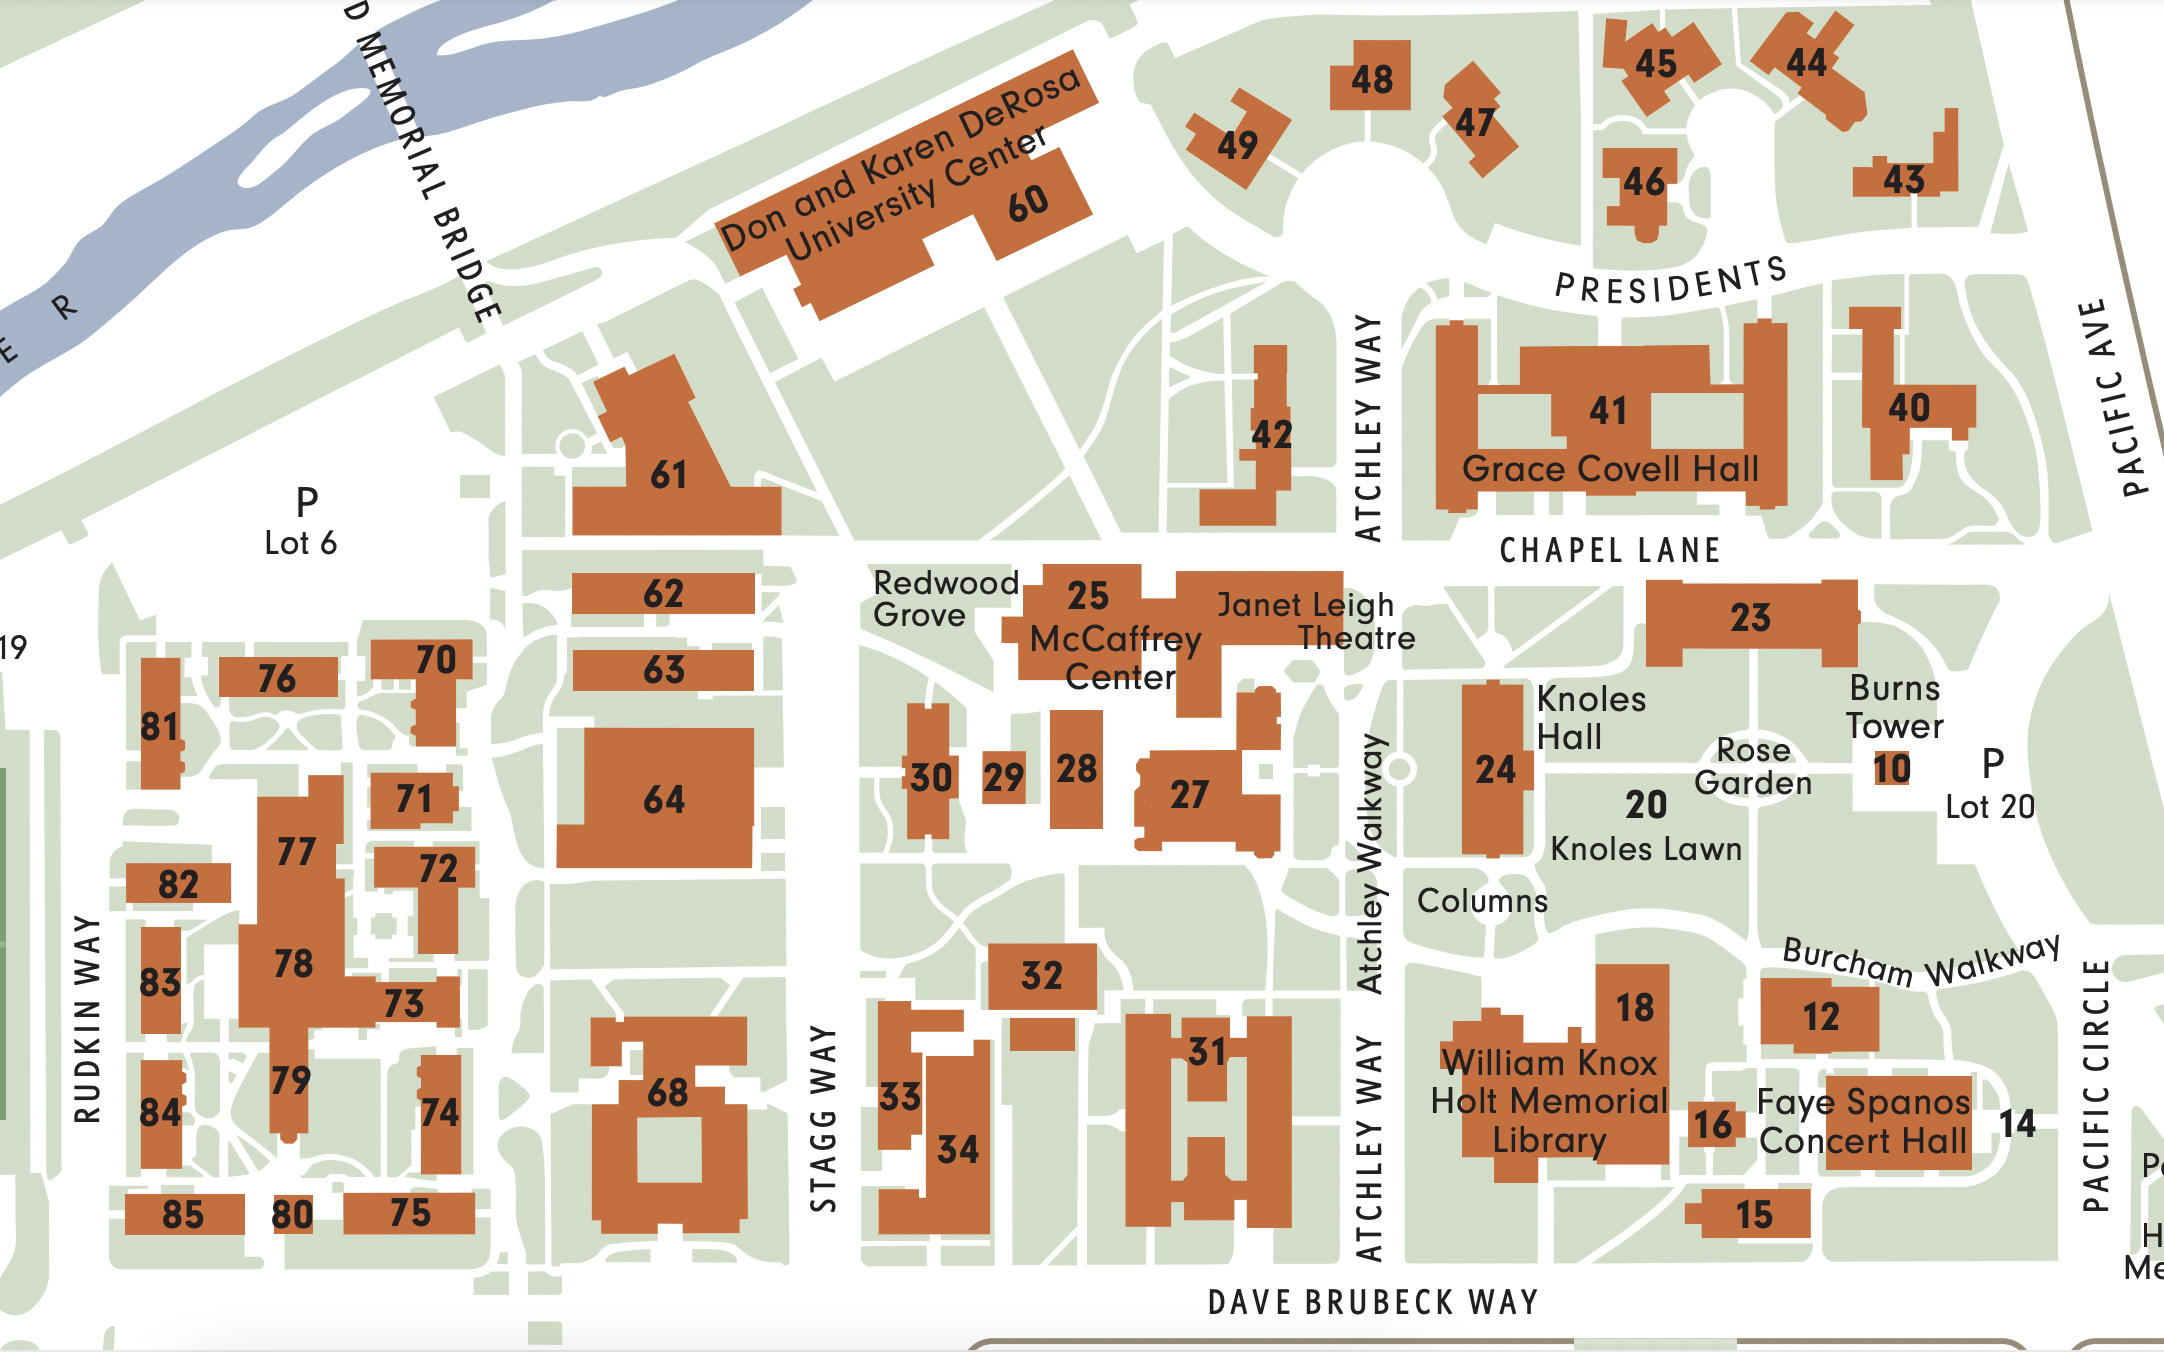 D MEMORIAL BRIDGE
E R
Don and Karen DeRosa
University Center
60
49
48
47
45
44
46
43
PRESIDENTS
PACIFIC AVE
ATCHLEY WAY
42
41
Grace Covell Hall
40
61
P
Lot 6
CHAPEL LANE
Redwood
Grove
25
McCaffrey
Center
Janet Leigh
Theatre
23
62
63
19
76
70
81
Knoles
Hall
24
Burns
Tower
10
Rose
Garden
P
Lot 20
20
Knoles Lawn
Columns
Atchley Walkway
30
29
28
27
64
71
77
72
82
78
83
73
79
84
74
85
80
75
RUDKIN WAY
68
STAGG WAY
32
33
34
31
ATCHLEY WAY
18
William Knox
Holt Memorial
Library
Burcham Walkway
12
16
Faye Spanos
Concert Hall
14
15
PACIFIC CIRCLE
DAVE BRUBECK WAY
H